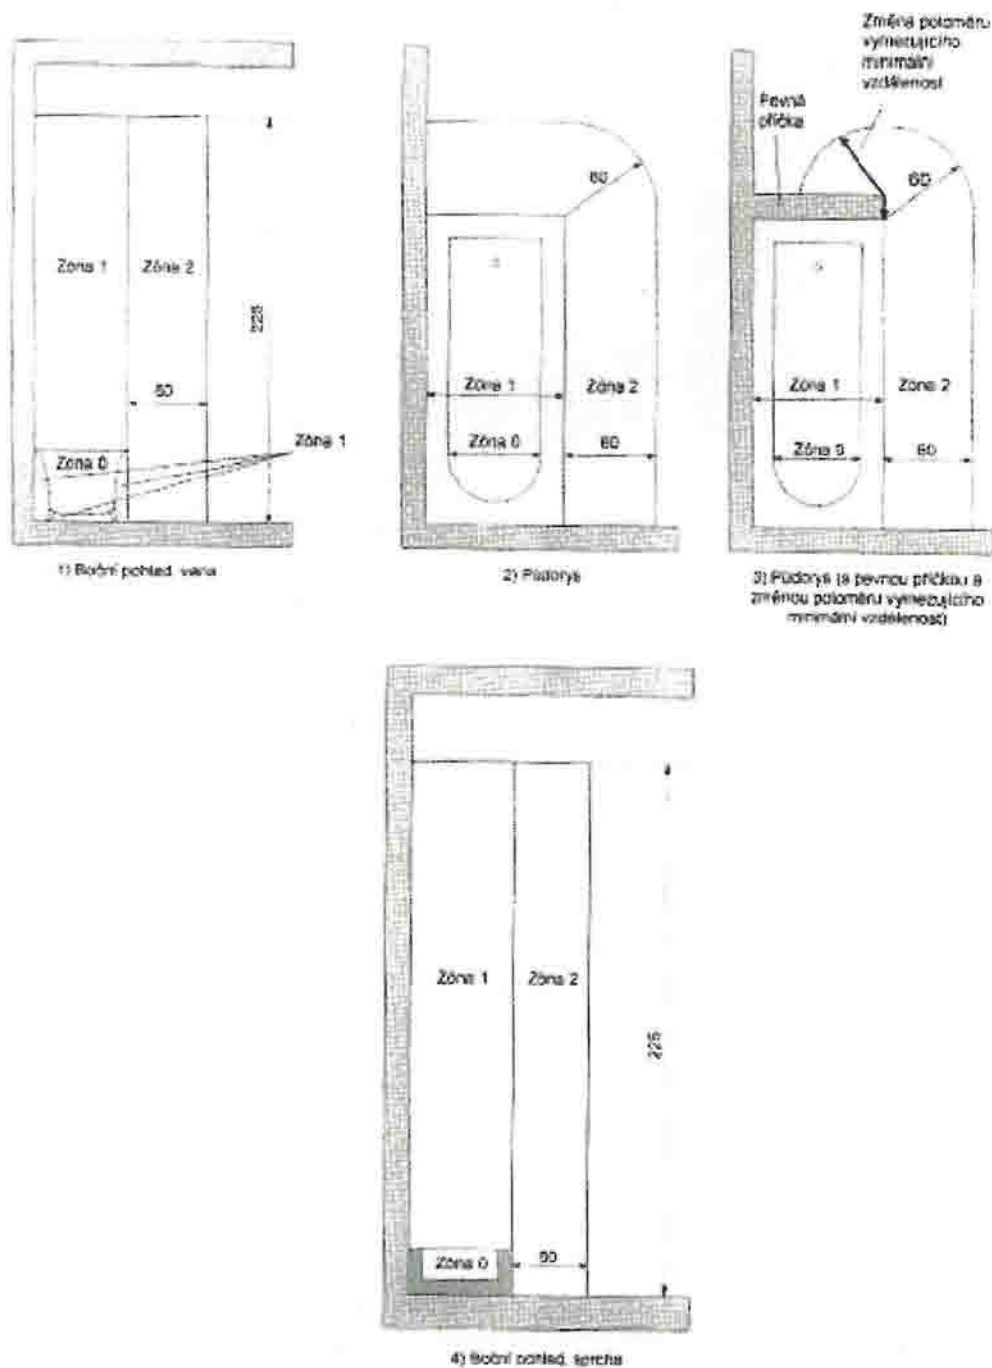 Změna poloměru
vymezujícího
minimální
vzdálenost
Pevná
příčka
Zóna 1
Zóna 2
225
60
Zóna 0
Zóna 1
1) Boční pohled, vana
60
Zóna 1
Zóna 2
Zóna 0
60
2) Půdorys
60
Zóna 1
Zóna 2
Zóna 0
60
3) Půdorys (s pevnou příčkou a
změnou poloměru vymezujícího
minimální vzdálenost)
Zóna 1
Zóna 2
225
Zóna 0
60
4) Boční pohled, sprcha